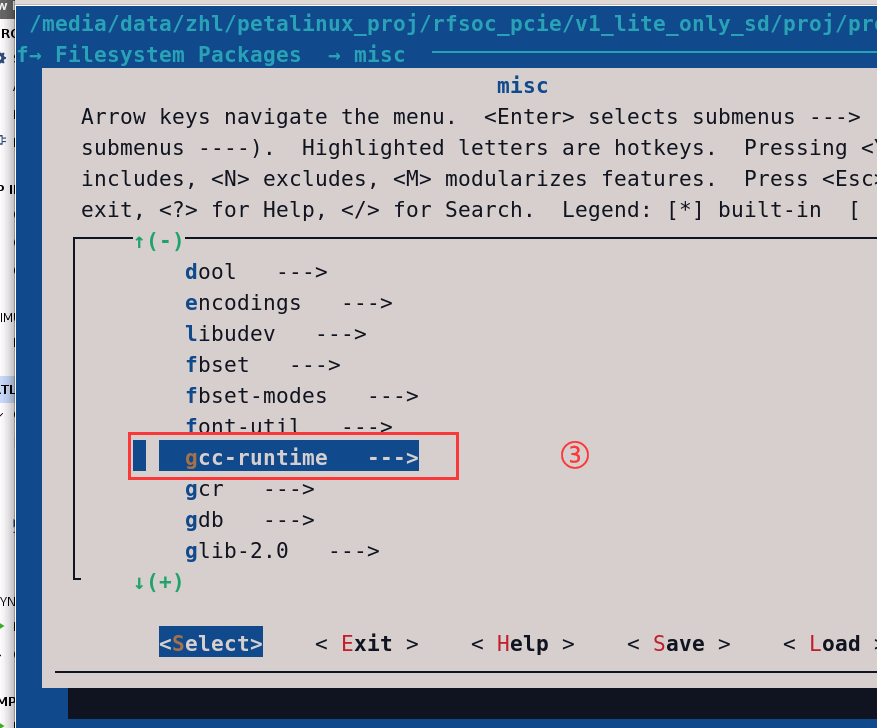 /media/data/zhl/petalinux_proj/rfsoc_pcie/v1_lite_only_sd/proj/pr
f→ Filesystem Packages → misc
misc
Arrow keys navigate the menu. <Enter> selects submenus --->
submenus ----). Highlighted letters are hotkeys. Pressing <Y
includes, <N> excludes, <M> modularizes features. Press <Esc>
exit, <?> for Help, </> for Search. Legend: [*] built-in [
↑(-)
dool --->
encodings --->
libudev --->
fbset --->
fbset-modes --->
font-util --->
gcc-runtime --->
③
gcr --->
gdb --->
glib-2.0 --->
↓(+)
<Select> < Exit > < Help > < Save > < Load >